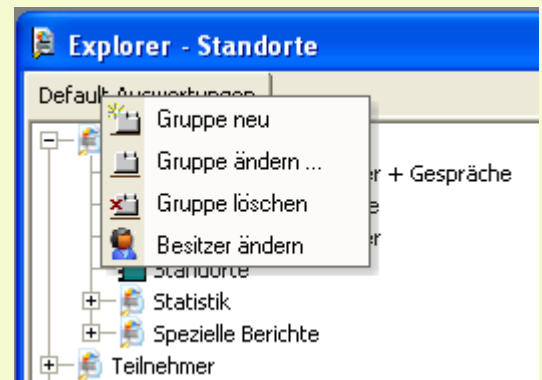 Explorer - Standorte
Default Auswertungen
Gruppe neu
Gruppe ändern ...
Gruppe löschen
Besitzer ändern
r + Gespräche
e
r
Standorte
Statistik
Spezielle Berichte
Teilnehmer